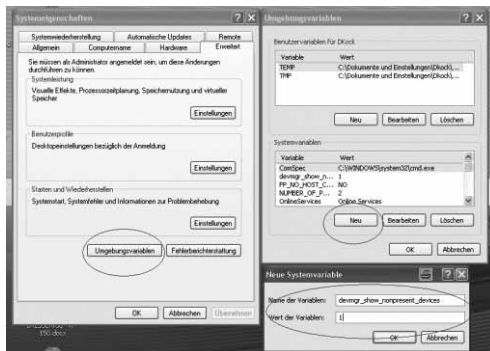 Systemeigenschaften
Systemwiederherstellung
Automatische Updates
Remote
Allgemein
Computername
Hardware
Erweitert
Sie müssen als Administrator angemeldet sein, um diese Änderungen
durchführen zu können.
Systemleistung
Visuelle Effekte, Prozessorzeitplanung, Speichernutzung und virtueller
Speicher
Einstellungen
Benutzerprofile
Desktopeinstellungen bezüglich der Anmeldung
Einstellungen
Starten und Wiederherstellen
Systemstart, Systemfehler und Informationen zur Problembehebung
Einstellungen
Umgebungsvariablen
Fehlerberichterstattung
OK
Abbrechen
Übernehmen
150.docx
Umgebungsvariablen
Benutzervariablen für DKock
Variable Wert
TEMP C:\Dokumente und Einstellungen\DKock\...
TMP C:\Dokumente und Einstellungen\DKock\...
Neu
Bearbeiten
Löschen
Systemvariablen
Variable Wert
ComSpec C:\WINDOWS\system32\cmd.exe
devmgr_show_n... 1
FP_NO_HOST_C... NO
NUMBER_OF_P... 2
OnlineServices Online Services
Neu
Bearbeiten
Löschen
OK
Abbrechen
Neue Systemvariable
Name der Variablen: devmgr_show_nonpresent_devices
Wert der Variablen: 1
OK
Abbrechen